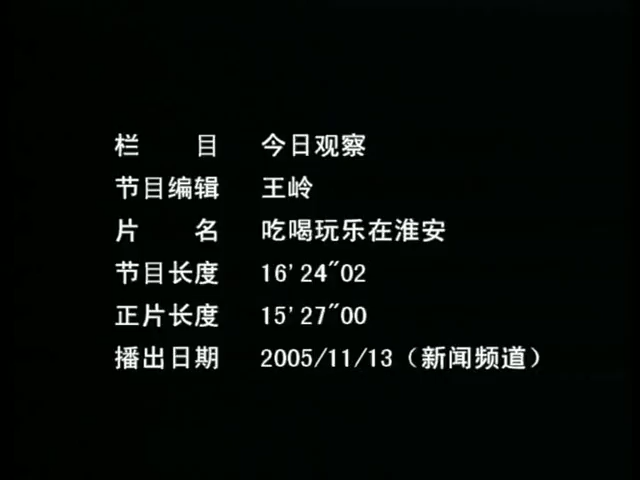 栏 目 今日观察
节目编辑 王岭
片 名 吃喝玩乐在淮安
节目长度 16'24"02
正片长度 15'27"00
播出日期 2005/11/13（新闻频道）